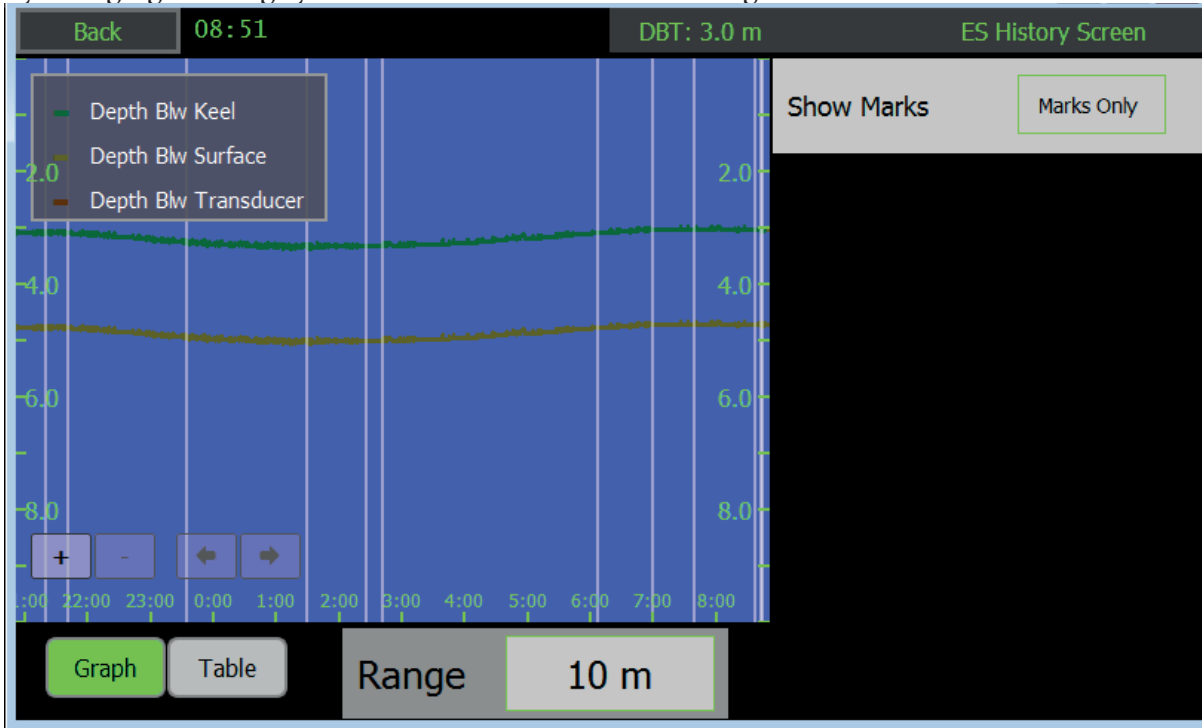 Back 08:51 DBT: 3.0 m ES History Screen
Depth Blw Keel
Depth Blw Surface
Depth Blw Transducer
Show Marks Marks Only
2.0 2.0
4.0 4.0
6.0 6.0
8.0 8.0
+ -
:00 22:00 23:00 0:00 1:00 2:00 3:00 4:00 5:00 6:00 7:00 8:00
Graph Table Range 10 m